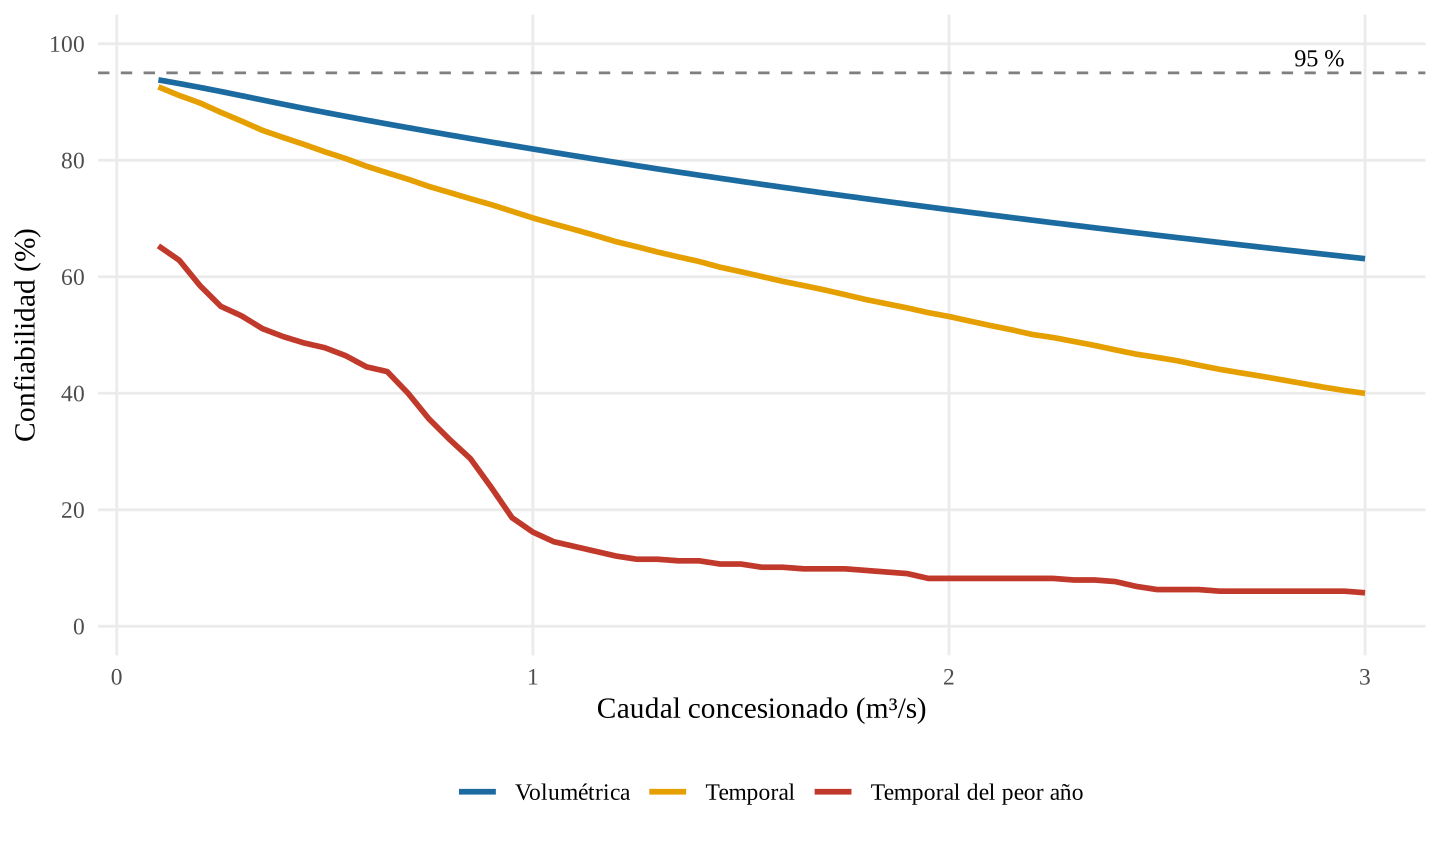 100
95 %
80
60
40
20
0
Confiabilidad (%)
0 1 2 3
Caudal concesionado (m³/s)
Volumétrica Temporal Temporal del peor año